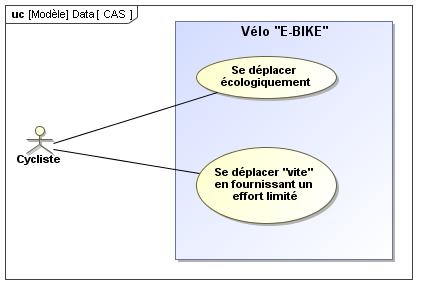 uc [Modèle] Data [ CAS ]
Vélo "E-BIKE"
Se déplacer
écologiquement
Cycliste
Se déplacer "vite"
en fournissant un
effort limité